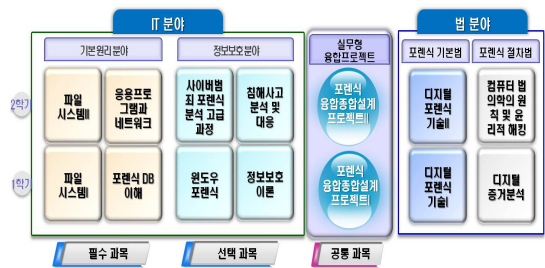 IT 분야
법 분야
기본원리분야
정보보호분야
실무형
융합프로젝트
포렌식 기본법
포렌식 절차법
2학기
파일
시스템II
응용프로
그램과
네트워크
사이버범
죄 포렌식
분석 고급
과정
침해사고
분석 및
대응
포렌식
융합종합설계
프로젝트II
디지털
포렌식
기술II
컴퓨터 법
의학의 원
칙 및 윤
리적 해킹
1학기
파일
시스템I
포렌식 DB
이해
윈도우
포렌식
정보보호
이론
포렌식
융합종합설계
프로젝트I
디지털
포렌식
기술I
디지털
증거분석
필수 과목
선택 과목
공통 과목